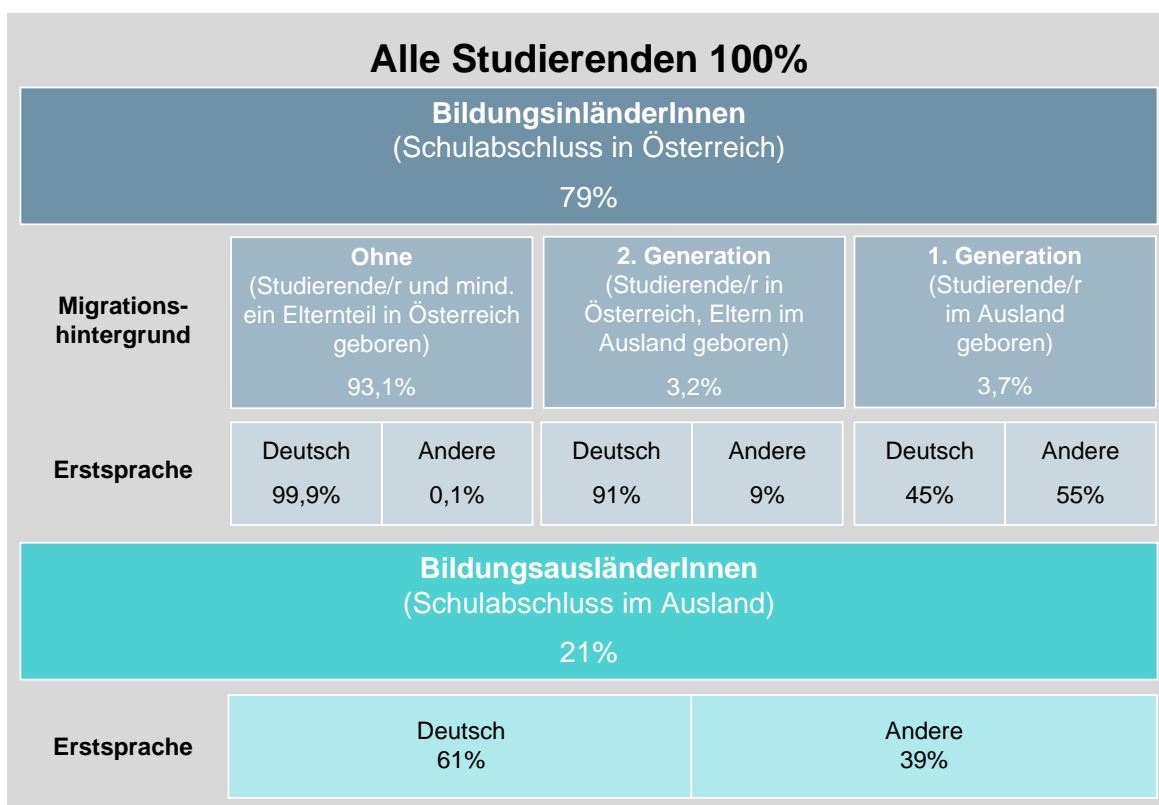 Alle Studierenden 100%
BildungsinländerInnen
(Schulabschluss in Österreich)
79%
Migrations-
hintergrund
Ohne
(Studierende/r und mind.
ein Elternteil in Österreich
geboren)
93,1%
2. Generation
(Studierende/r in
Österreich, Eltern im
Ausland geboren)
3,2%
1. Generation
(Studierende/r
im Ausland
geboren)
3,7%
Erstsprache
Deutsch
99,9%
Andere
0,1%
Deutsch
91%
Andere
9%
Deutsch
45%
Andere
55%
BildungsausländerInnen
(Schulabschluss im Ausland)
21%
Erstsprache
Deutsch
61%
Andere
39%